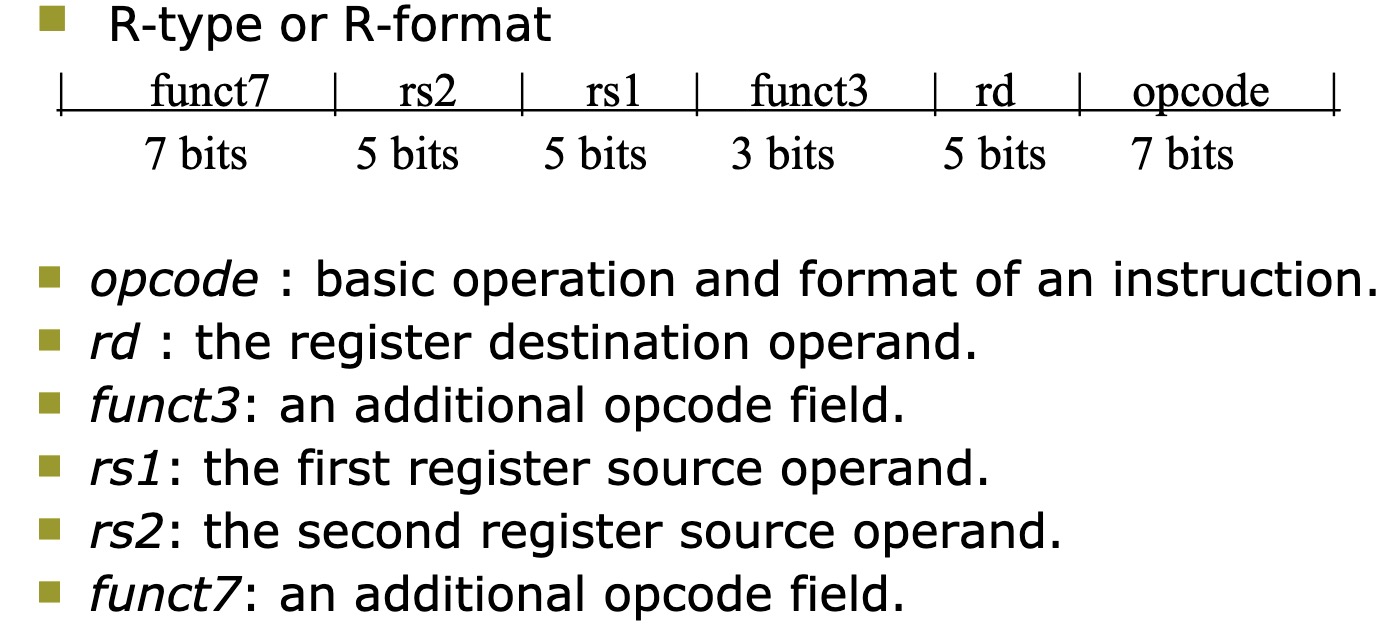 R-type or R-format
funct7 rs2 rs1 funct3 rd opcode
7 bits 5 bits 5 bits 3 bits 5 bits 7 bits
opcode : basic operation and format of an instruction.
rd : the register destination operand.
funct3: an additional opcode field.
rs1: the first register source operand.
rs2: the second register source operand.
funct7: an additional opcode field.